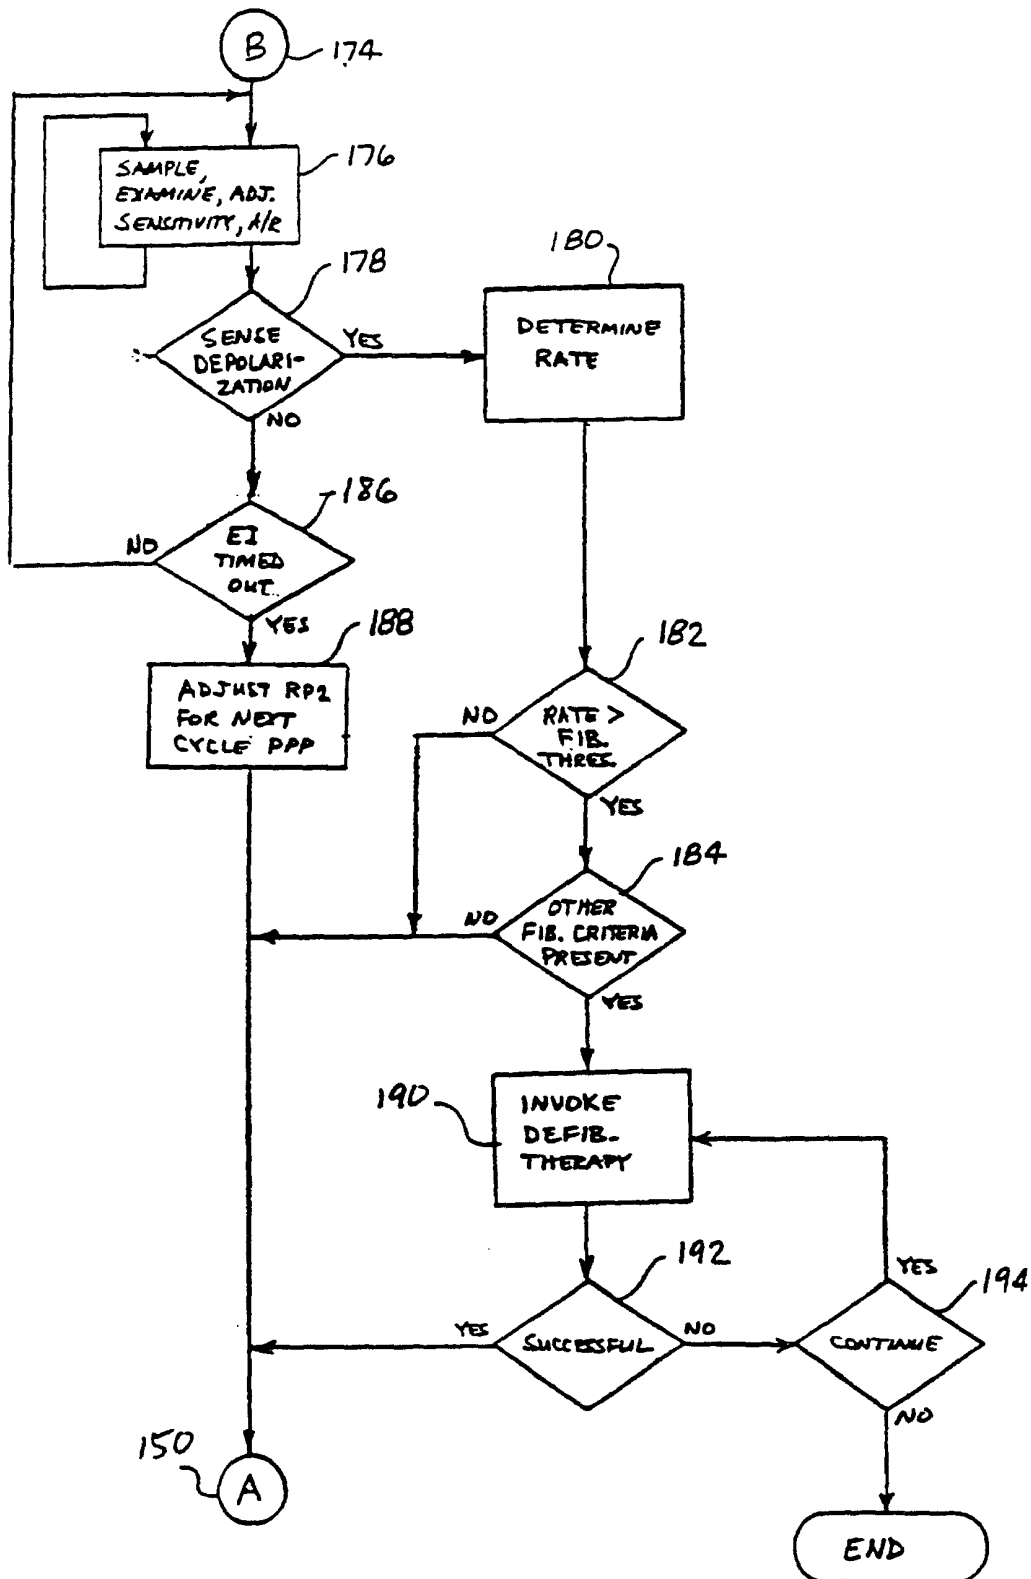 B
174
SAMPLE,
EXAMINE, ADJ.
SENSITIVITY, A/R
176
178
SENSE
DEPOLARI-
ZATION
YES
NO
180
DETERMINE
RATE
186
EI
TIMED
OUT
NO
YES
188
ADJUST RP2
FOR NEXT
CYCLE PPP
182
RATE >
FIB.
THRES.
NO
YES
184
OTHER
FIB. CRITERIA
PRESENT
NO
YES
190
INVOKE
DEFIB.
THERAPY
192
SUCCESSFUL
YES
NO
194
CONTINUE
YES
NO
150
A
END